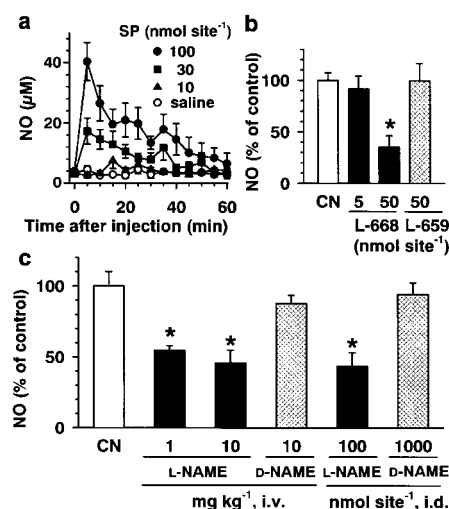 a
SP (nmol site⁻¹)
100
30
10
saline
NO (µM)
40
20
0
0 20 40 60
Time after injection (min)
b
NO (% of control)
100
50
0
CN 5 50 50
L-668 L-659
(nmol site⁻¹)
c
NO (% of control)
100
50
0
CN 1 10 10 100 1000
L-NAME D-NAME L-NAME D-NAME
mg kg⁻¹, i.v. nmol site⁻¹, i.d.
* * * *